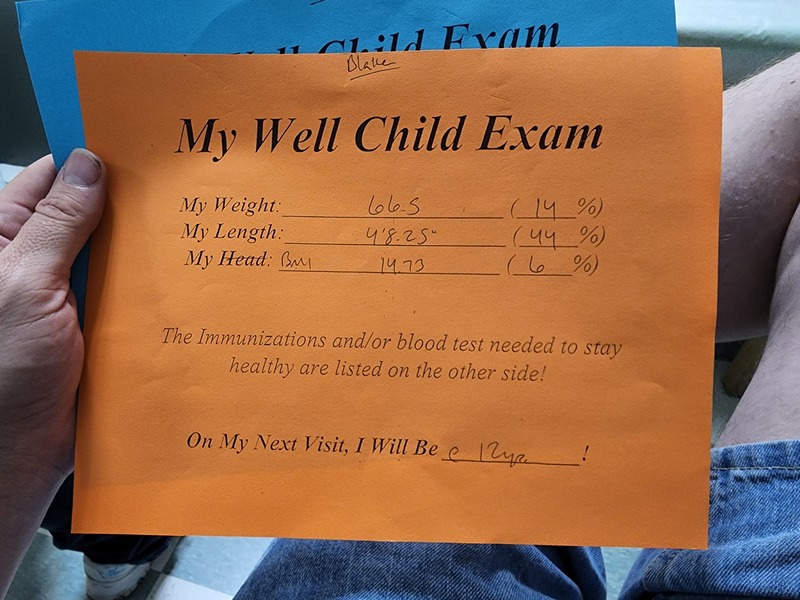 Well Child Exam
Blake
My Well Child Exam
My Weight: 66.5 ( 14 %)
My Length: 4'8.25" ( 44 %)
My Head: BMI 14.73 ( 6 %)
The Immunizations and/or blood test needed to stay
healthy are listed on the other side!
On My Next Visit, I Will Be @ 12yr !